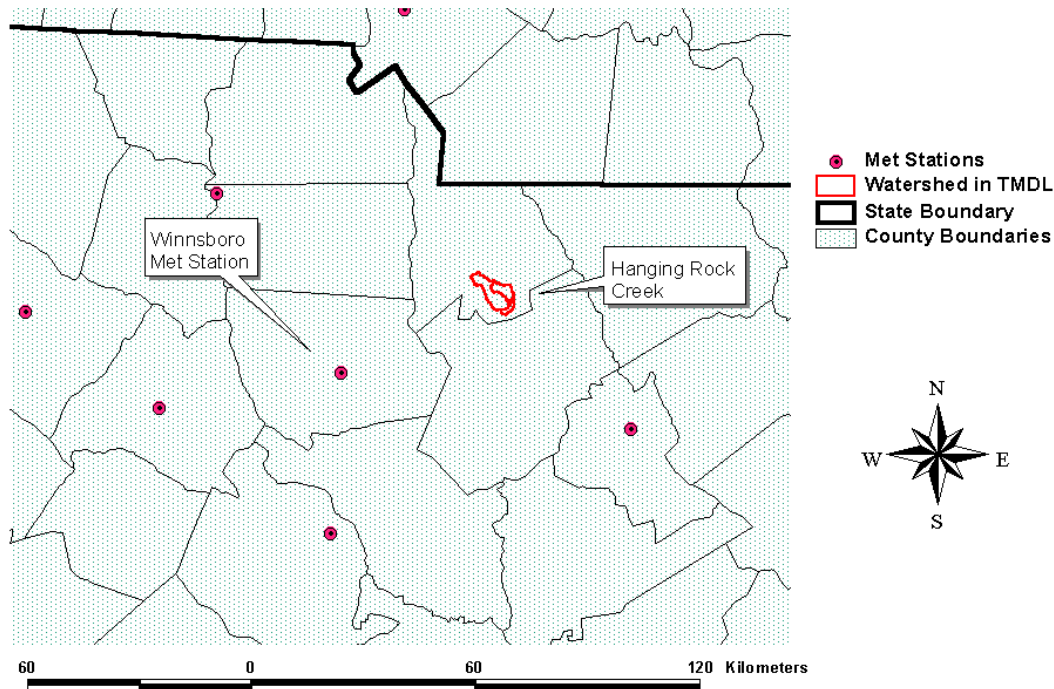 Winnsboro
Met Station
Hanging Rock
Creek
Met Stations
Watershed in TMDL
State Boundary
County Boundaries
N
W
E
S
60 0 60 120 Kilometers